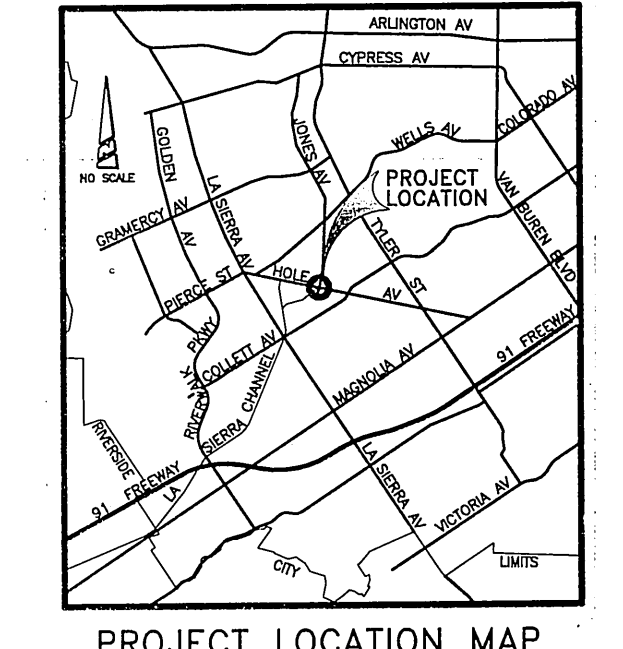 ARLINGTON AV
CYPRESS AV
COLORADO AV
WELLS AV
JONES AV
GOLDEN AV
NO SCALE
PROJECT
LOCATION
VAN BUREN BLVD
LA SIERRA AV
GRAMERCY AV
TYLER ST
HOLE AV
PIERCE ST
RIVERWALK PKWY
COLLETT AV
MAGNOLIA AV
91 FREEWAY
LA SIERRA CHANNEL
RIVERSIDE
91 FREEWAY
LA SIERRA AV
VICTORIA AV
CITY
LIMITS
PROJECT LOCATION MAP